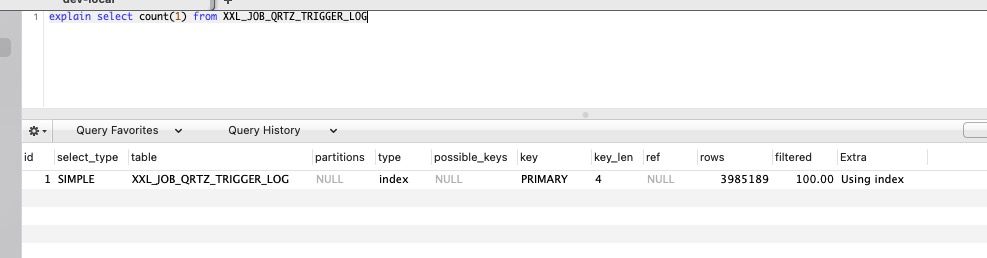 dev-local
1 explain select count(1) from XXL_JOB_QRTZ_TRIGGER_LOG
Query Favorites Query History
id select_type table partitions type possible_keys key key_len ref rows filtered Extra
1 SIMPLE XXL_JOB_QRTZ_TRIGGER_LOG NULL index NULL PRIMARY 4 NULL 3985189 100.00 Using index